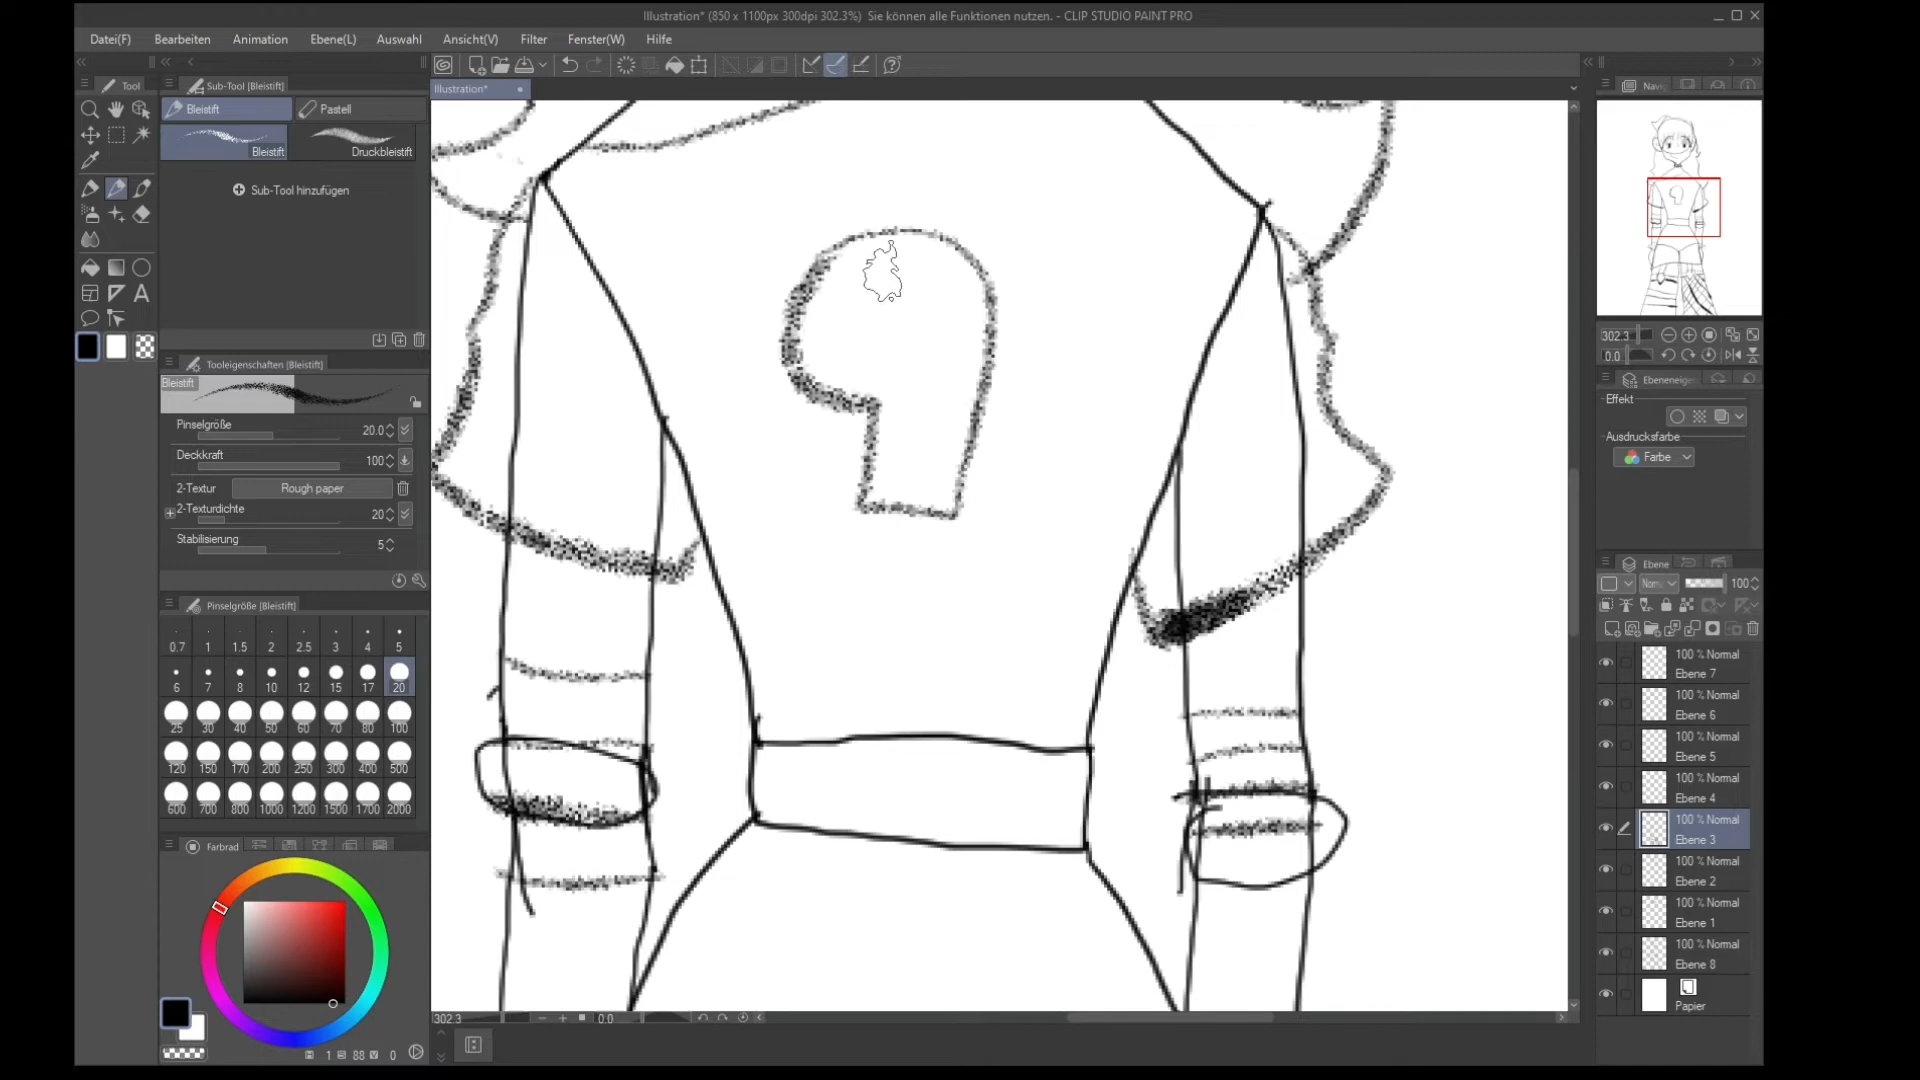 Illustration* (850 x 1100px 300dpi 302.3%)  Sie können alle Funktionen nutzen. - CLIP STUDIO PAINT PRO
Datei(F) Bearbeiten Animation Ebene(L) Auswahl Ansicht(V) Filter Fenster(W) Hilfe
Tool
Sub-Tool [Bleistift]
Illustration*
Bleistift Pastell
Bleistift Druckbleistift
Sub-Tool hinzufügen
Tooleigenschaften [Bleistift]
Bleistift
Pinselgröße 20.0
Deckkraft 100
2-Textur Rough paper
2-Texturdichte 20
Stabilisierung 5
Pinselgröße [Bleistift]
0.7 1 1.5 2 2.5 3 4 5
6 7 8 10 12 15 17 20
25 30 40 50 60 70 80 100
120 150 170 200 250 300 400 500
600 700 800 1000 1200 1500 1700 2000
Farbrad
1 88 V 0
302.3 0.0
Navig
302.3
0.0
Ebeneneige
Effekt
Ausdrucksfarbe
Farbe
Ebene
100
100 % Normal
Ebene 7
100 % Normal
Ebene 6
100 % Normal
Ebene 5
100 % Normal
Ebene 4
100 % Normal
Ebene 3
100 % Normal
Ebene 2
100 % Normal
Ebene 1
100 % Normal
Ebene 8
Papier